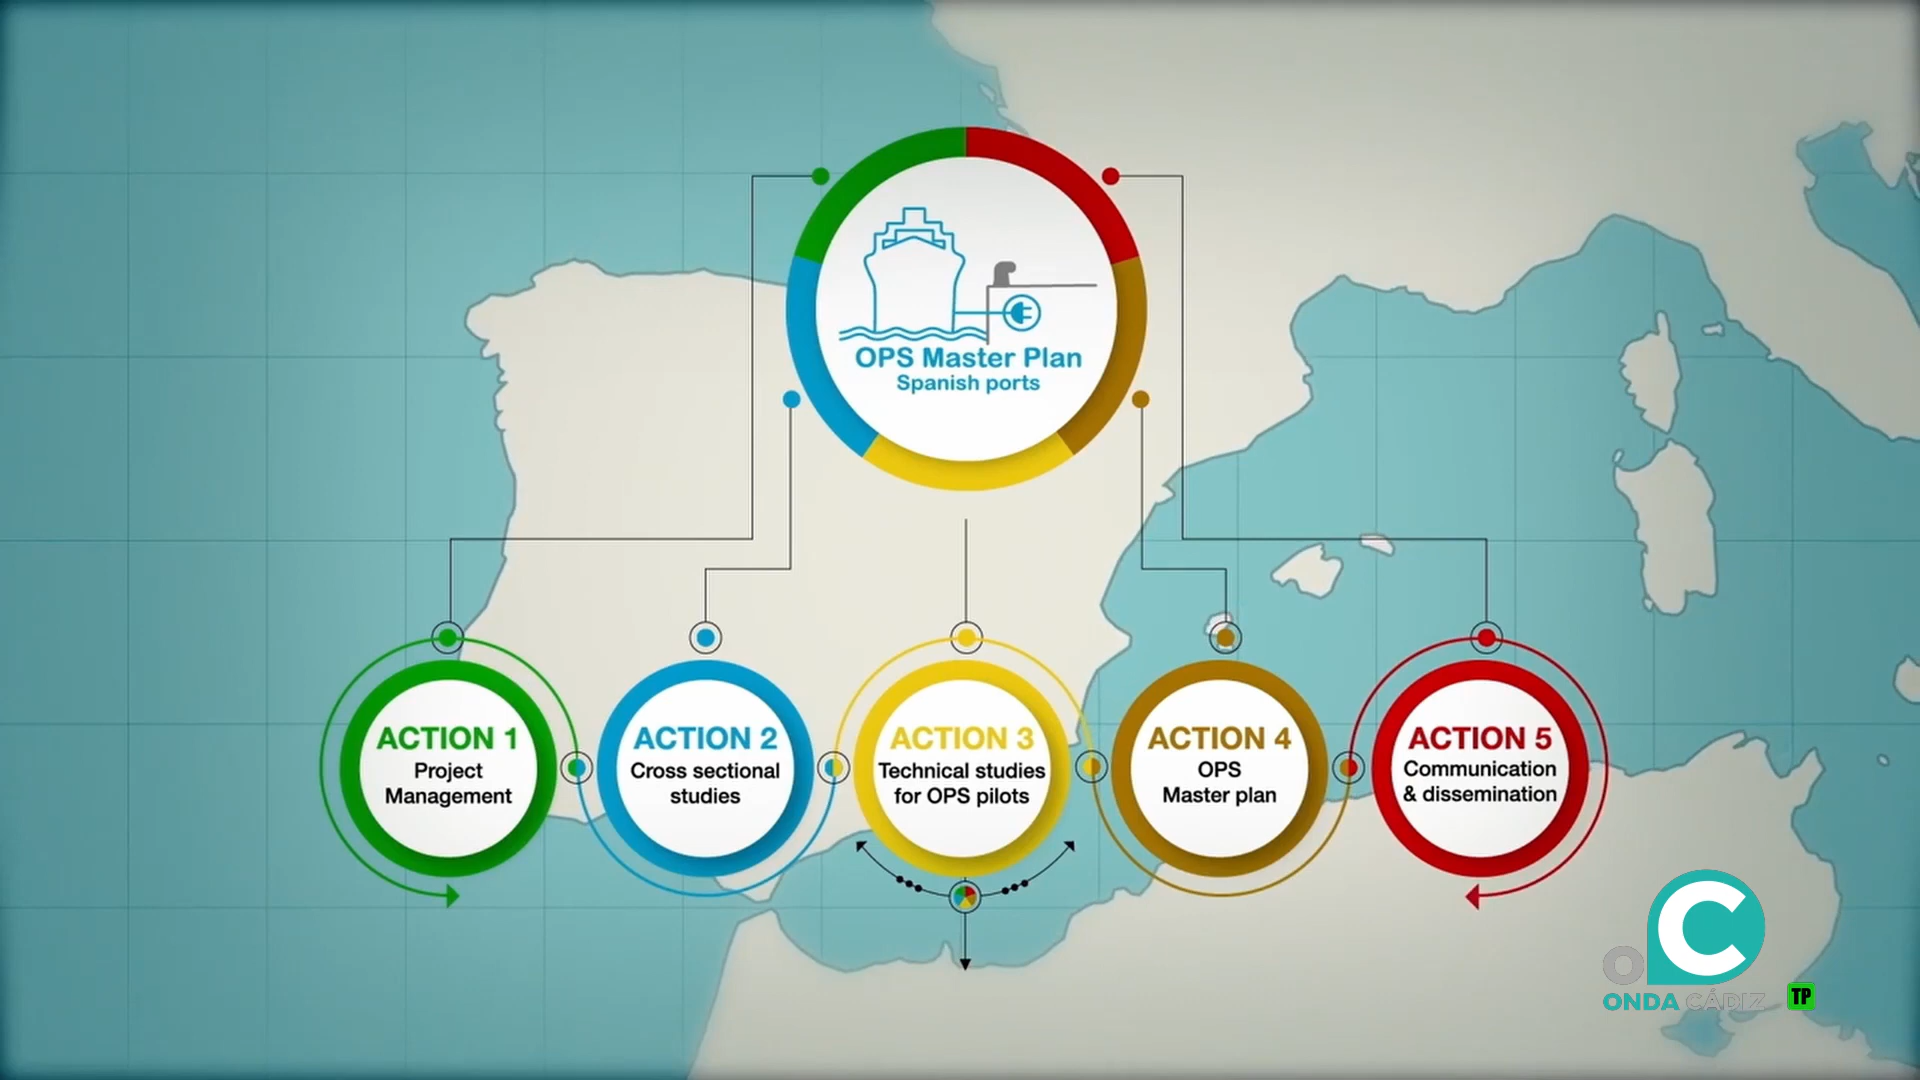 OPS Master Plan
Spanish ports
ACTION 1
Project
Management
ACTION 2
Cross sectional
studies
ACTION 3
Technical studies
for OPS pilots
ACTION 4
OPS
Master plan
ACTION 5
Communication
& dissemination
O C
ONDA CÁDIZ
TP